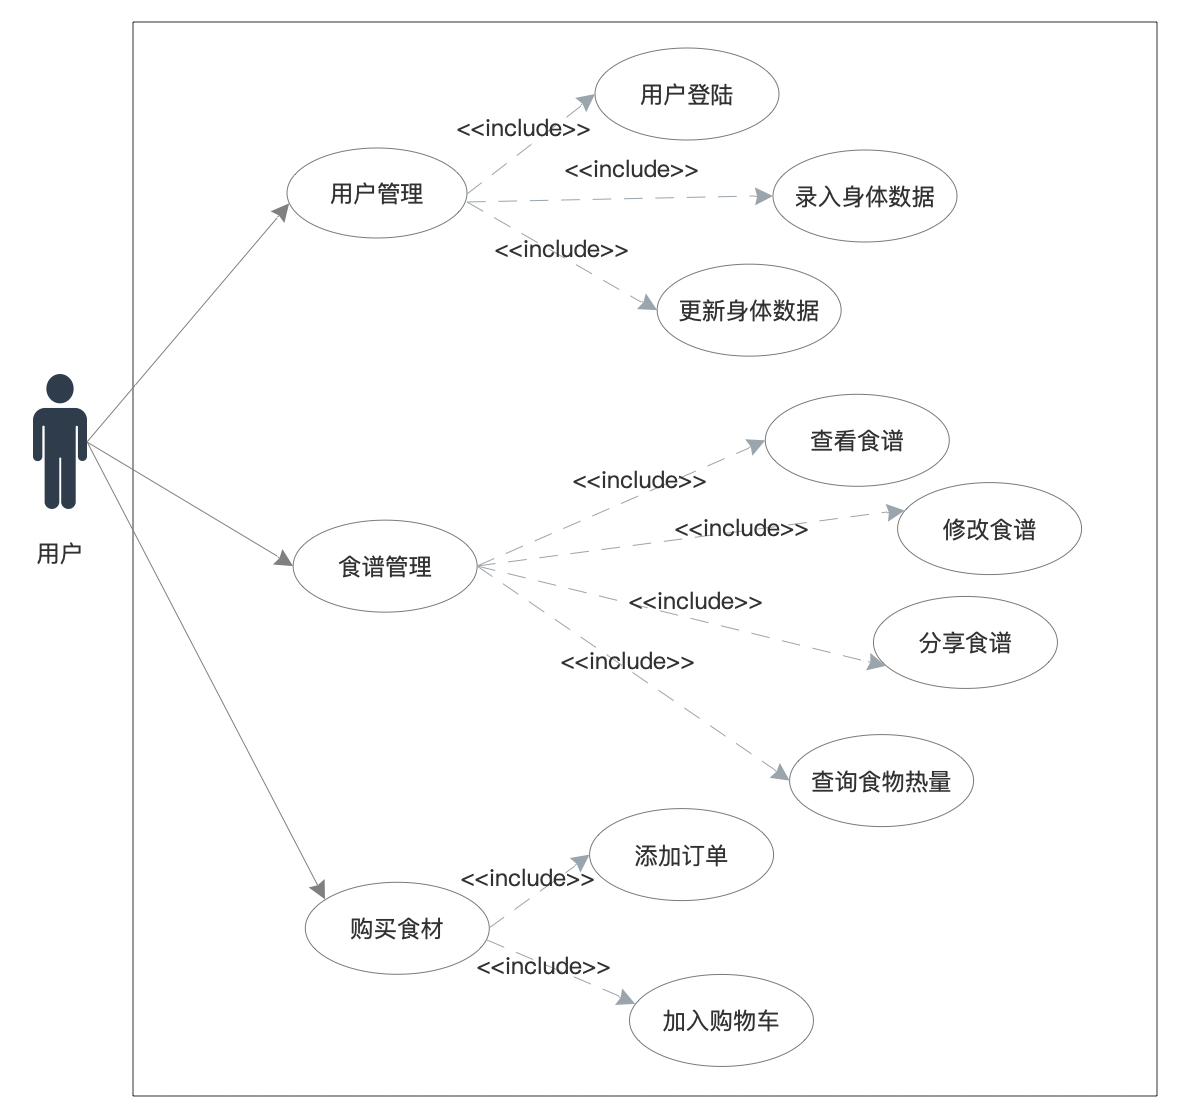 用户登陆
<<include>>
<<include>>
用户管理
录入身体数据
<<include>>
更新身体数据
查看食谱
<<include>>
修改食谱
<<include>>
用户
食谱管理
<<include>>
分享食谱
<<include>>
查询食物热量
添加订单
<<include>>
购买食材
<<include>>
加入购物车